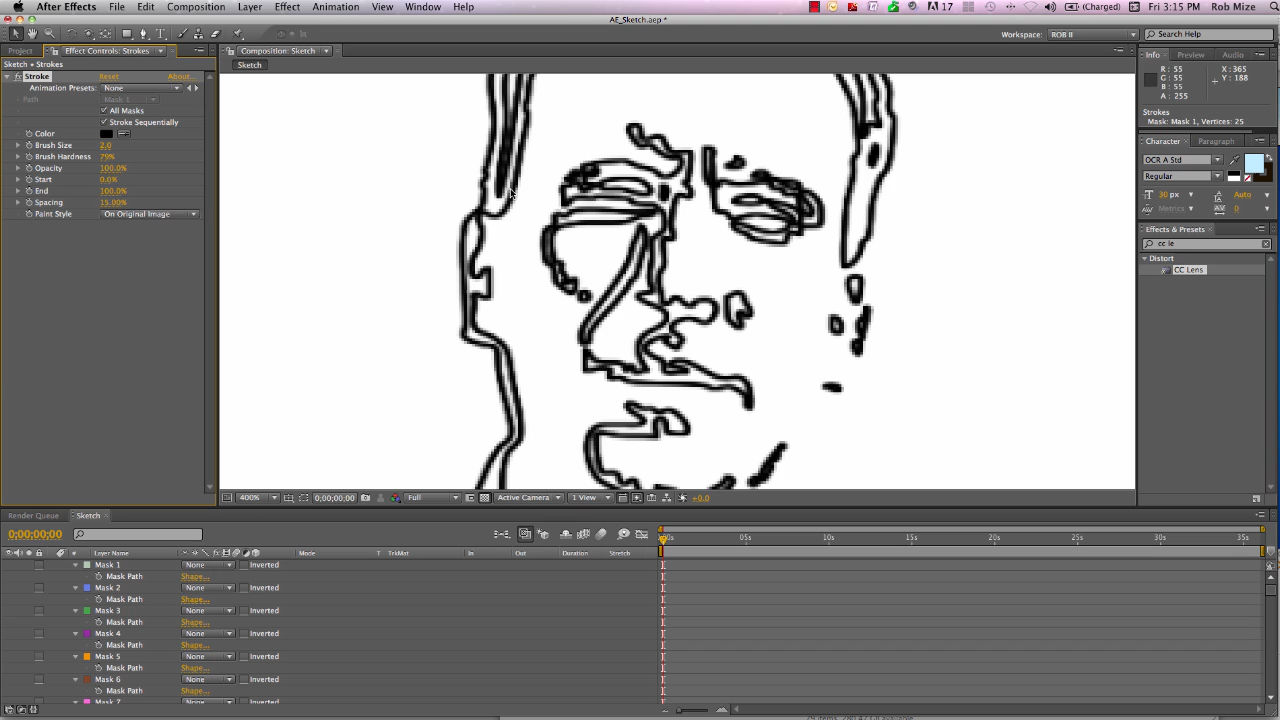 After Effects File Edit Composition Layer Effect Animation View Window Help 17 (Charged) Fri 3:15 PM Rob Mize
AE_Sketch.aep *
Workspace: ROB II Search Help
Project Effect Controls: Strokes Composition: Sketch Info Preview Audio
Sketch • Strokes
Sketch
Stroke Reset About...
Animation Presets: None
Path Mask 1
All Masks
Stroke Sequentially
Color
Brush Size 2.0
Brush Hardness 79%
Opacity 100.0%
Start 0.0%
End 100.0%
Spacing 15.00%
Paint Style On Original Image
R : 55 X : 365
G : 55 Y : 188
B : 55
A : 255
Strokes
Mask: Mask 1, Vertices: 25
Character Paragraph
OCR A Std
Regular
30 px Auto
Metrics 0
Effects & Presets
cc le
Distort
CC Lens
400% 0;00;00;00 Full Active Camera 1 View +0.0
Render Queue Sketch
0;00;00;00
05s 10s 15s 20s 25s 30s 35s
# Layer Name Mode T TrkMat In Out Duration Stretch
Mask 1 None Inverted
Mask Path Shape...
Mask 2 None Inverted
Mask Path Shape...
Mask 3 None Inverted
Mask Path Shape...
Mask 4 None Inverted
Mask Path Shape...
Mask 5 None Inverted
Mask Path Shape...
Mask 6 None Inverted
Mask Path Shape...
Mask 7 None Inverted